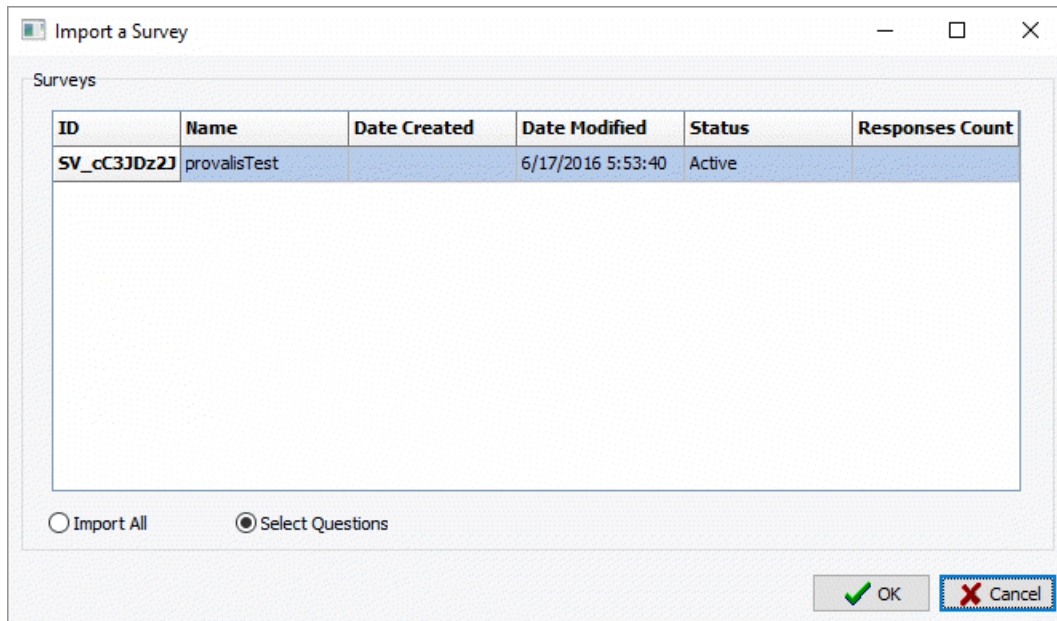 Import a Survey
Surveys
ID Name Date Created Date Modified Status Responses Count
SV_cC3JDz2J provalisTest 6/17/2016 5:53:40 Active
Import All Select Questions
OK Cancel